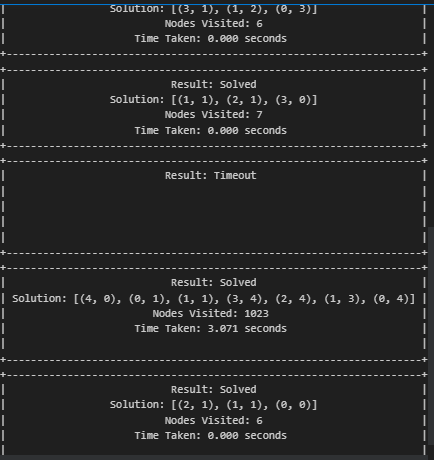 Solution: [(3, 1), (1, 2), (0, 3)]
Nodes Visited: 6
Time Taken: 0.000 seconds
Result: Solved
Solution: [(1, 1), (2, 1), (3, 0)]
Nodes Visited: 7
Time Taken: 0.000 seconds
Result: Timeout
Result: Solved
Solution: [(4, 0), (0, 1), (1, 1), (3, 4), (2, 4), (1, 3), (0, 4)]
Nodes Visited: 1023
Time Taken: 3.071 seconds
Result: Solved
Solution: [(2, 1), (1, 1), (0, 0)]
Nodes Visited: 6
Time Taken: 0.000 seconds